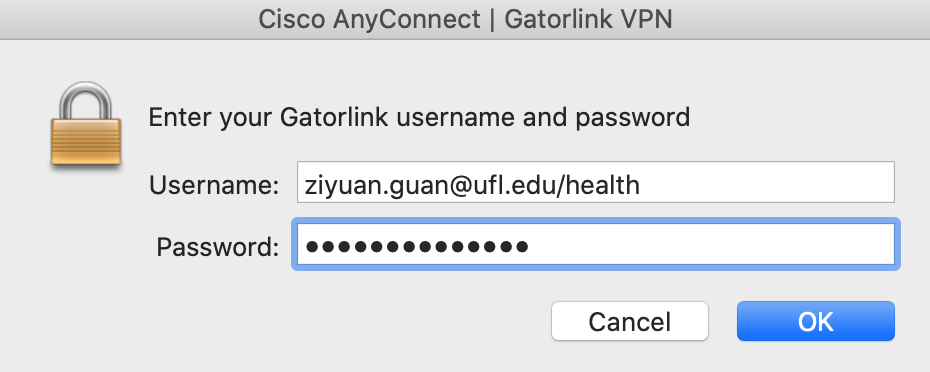 Cisco AnyConnect | Gatorlink VPN
Enter your Gatorlink username and password
Username: ziyuan.guan@ufl.edu/health
Password: ••••••••••••••
Cancel OK